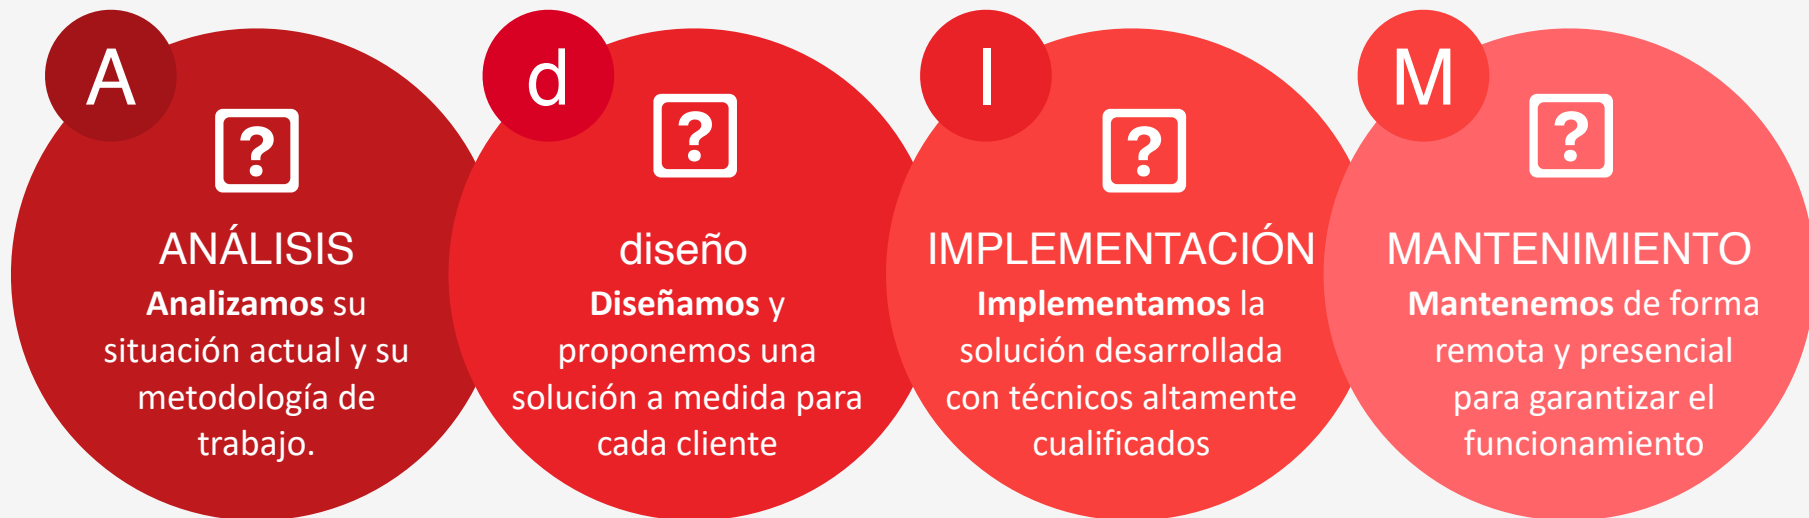 A
?
ANÁLISIS
Analizamos su
situación actual y su
metodología de
trabajo.
d
?
diseño
Diseñamos y
proponemos una
solución a medida para
cada cliente
I
?
IMPLEMENTACIÓN
Implementamos la
solución desarrollada
con técnicos altamente
cualificados
M
?
MANTENIMIENTO
Mantenemos de forma
remota y presencial
para garantizar el
funcionamiento